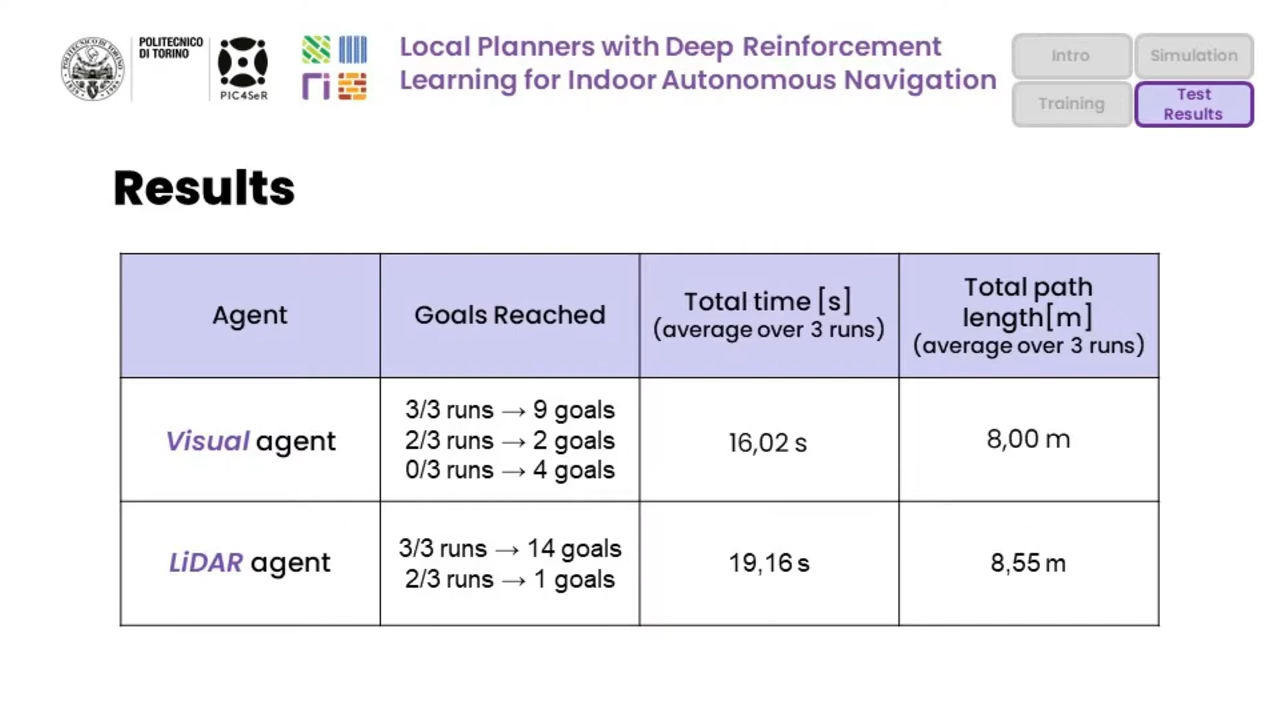 POLITECNICO
DI TORINO
PIC4SeR
Local Planners with Deep Reinforcement
Learning for Indoor Autonomous Navigation
Intro
Simulation
Training
Test
Results
Results
Agent
Goals Reached
Total time [s]
(average over 3 runs)
Total path
length[m]
(average over 3 runs)
Visual agent
3/3 runs → 9 goals
2/3 runs → 2 goals
0/3 runs → 4 goals
16,02 s
8,00 m
LiDAR agent
3/3 runs → 14 goals
2/3 runs → 1 goals
19,16 s
8,55 m